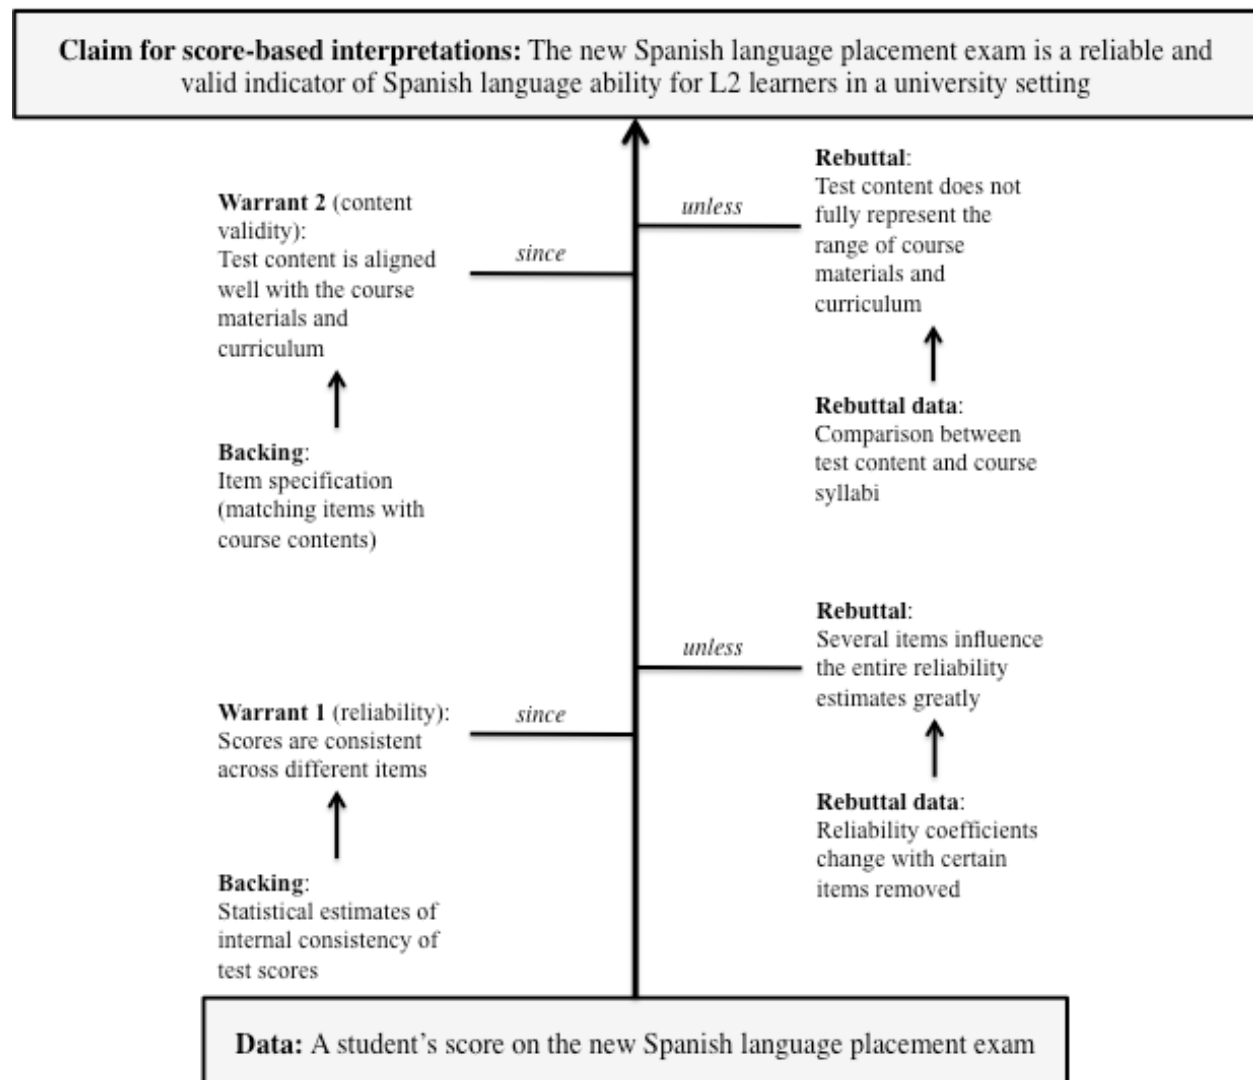 Claim for score-based interpretations: The new Spanish language placement exam is a reliable and
valid indicator of Spanish language ability for L2 learners in a university setting
Warrant 2 (content
validity):
Test content is aligned
well with the course
materials and
curriculum
since
unless
Rebuttal:
Test content does not
fully represent the
range of course
materials and
curriculum
Backing:
Item specification
(matching items with
course contents)
Rebuttal data:
Comparison between
test content and course
syllabi
Warrant 1 (reliability):
Scores are consistent
across different items
since
unless
Rebuttal:
Several items influence
the entire reliability
estimates greatly
Backing:
Statistical estimates of
internal consistency of
test scores
Rebuttal data:
Reliability coefficients
change with certain
items removed
Data: A student's score on the new Spanish language placement exam